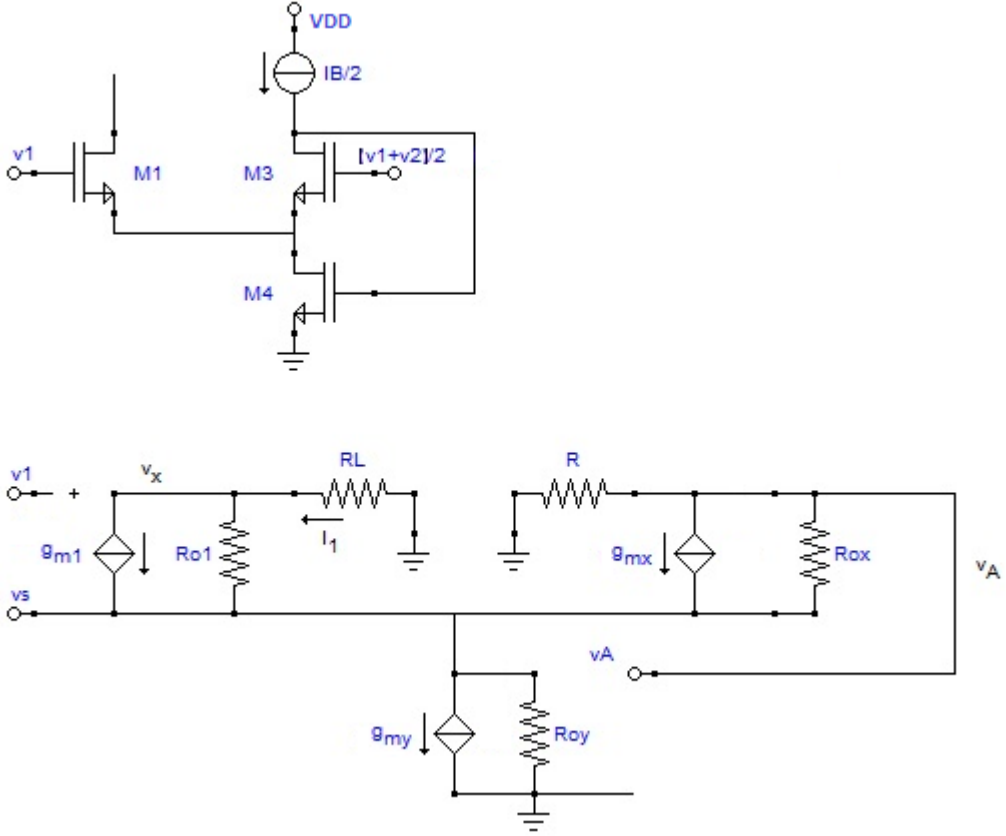 VDD
IB/2
v1
M1
M3
[v1+v2]/2
M4
v1
+
vx
RL
R
gm1
Ro1
I1
gmx
Rox
vA
vs
vA
gmy
Roy